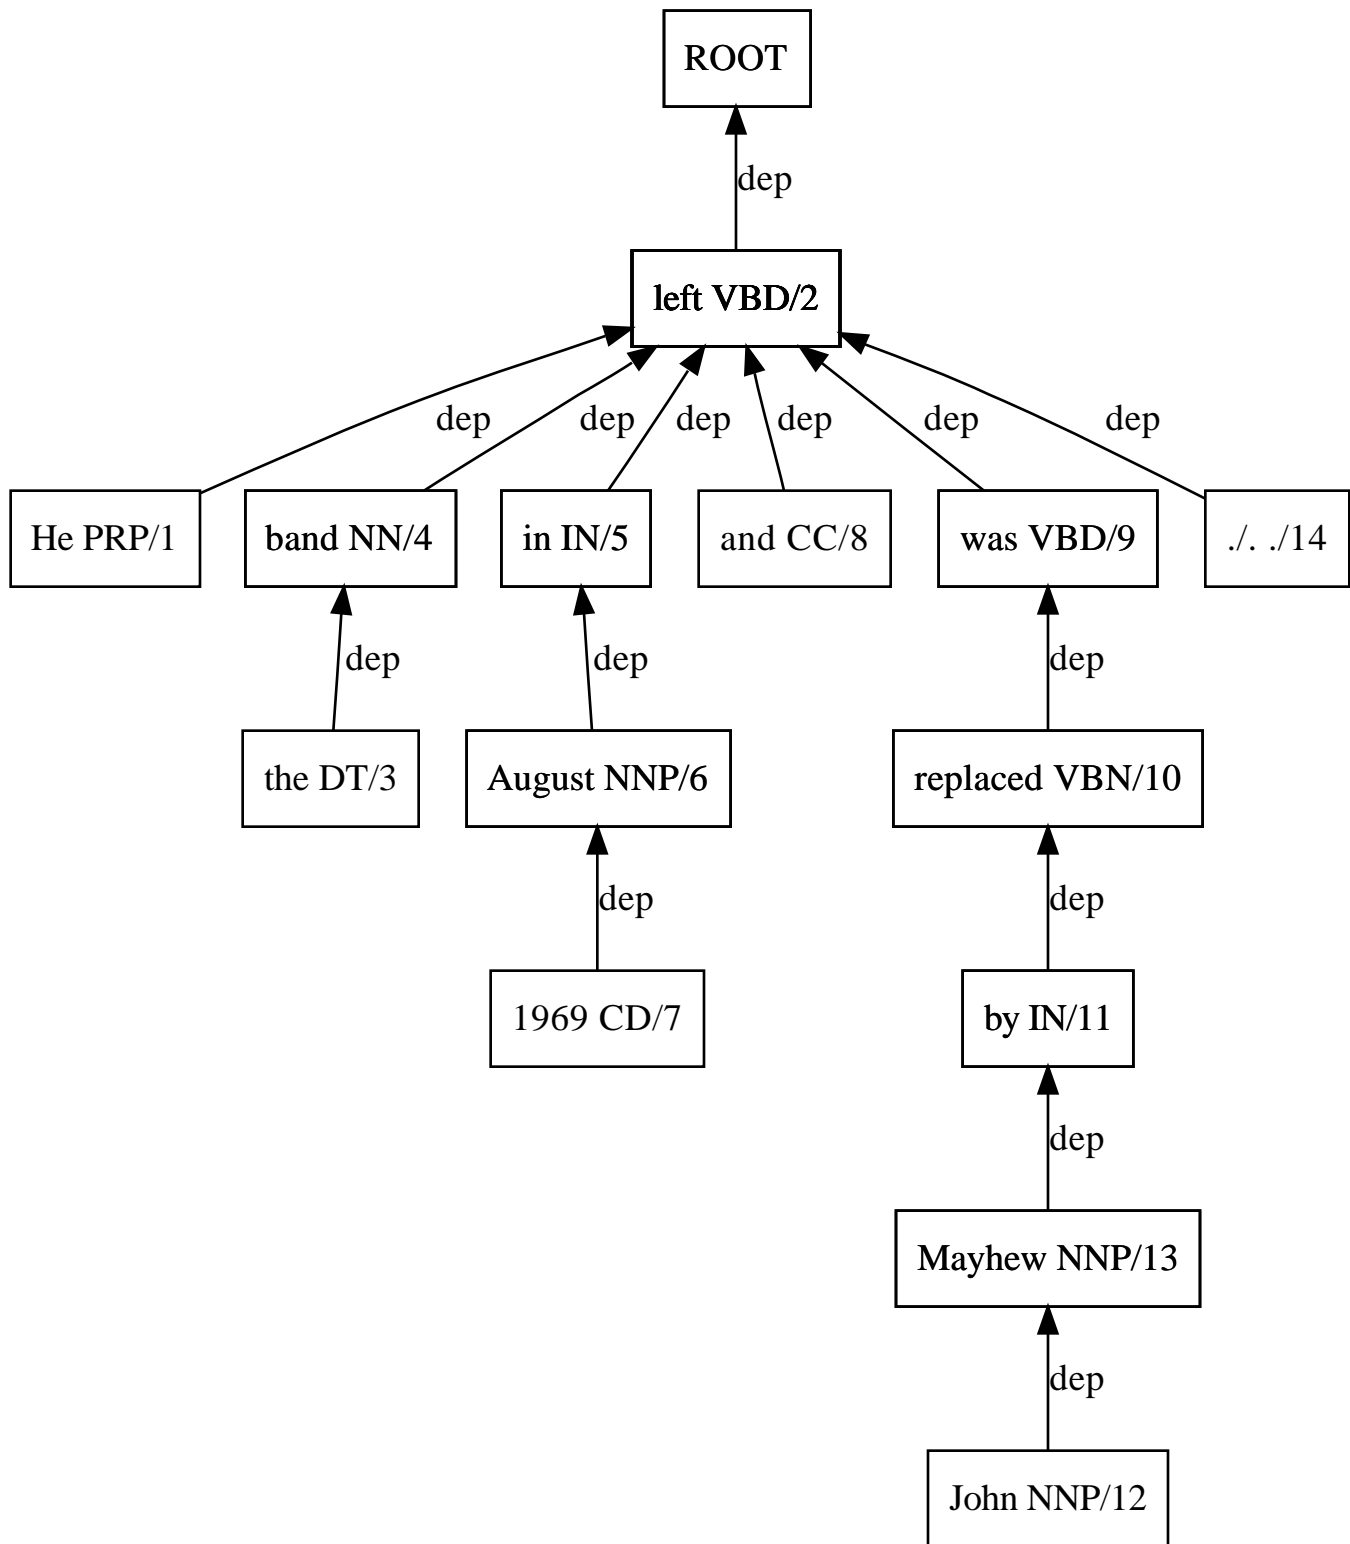 ROOT
dep
left VBD/2
dep dep dep dep dep dep
He PRP/1 band NN/4 in IN/5 and CC/8 was VBD/9 ./. ./14
dep dep dep
the DT/3 August NNP/6 replaced VBN/10
dep dep
1969 CD/7 by IN/11
dep
Mayhew NNP/13
dep
John NNP/12